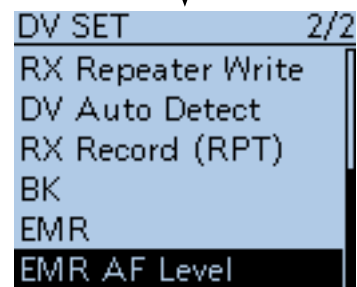 DV SET 2/2
RX Repeater Write
DV Auto Detect
RX Record (RPT)
BK
EMR
EMR AF Level